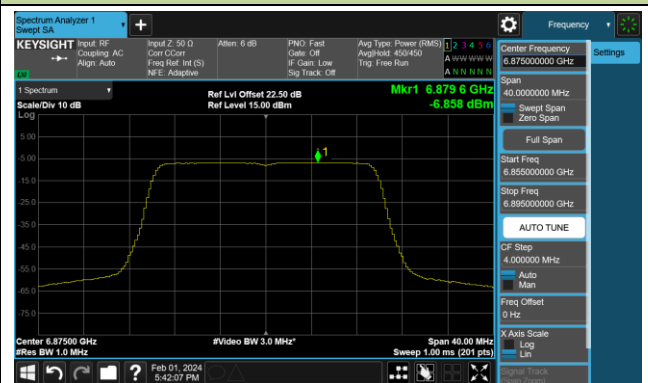 Spectrum Analyzer 1
Swept SA
Frequency
KEYSIGHT
Input: RF
Coupling: AC
Align: Auto
Input Z: 50 Ω
Corr CCorr
Freq Ref: Int (S)
NFE: Adaptive
Atten: 6 dB
PNO: Fast
Gate: Off
IF Gain: Low
Sig Track: Off
Avg Type: Power (RMS)
Avg|Hold: 450/450
Trig: Free Run
1 2 3 4 5 6
A W W W W W
A N N N N N
1 Spectrum
Scale/Div 10 dB
Ref Lvl Offset 22.50 dB
Ref Level 15.00 dBm
Mkr1 6.879 6 GHz
-6.858 dBm
Log
5.00
-5.00
-15.0
-25.0
-35.0
-45.0
-55.0
-65.0
-75.0
1
Center 6.87500 GHz
#Res BW 1.0 MHz
#Video BW 3.0 MHz*
Span 40.00 MHz
Sweep 1.00 ms (201 pts)
Feb 01, 2024
5:42:07 PM
Center Frequency
6.875000000 GHz
Settings
Span
40.0000000 MHz
Swept Span
Zero Span
Full Span
Start Freq
6.855000000 GHz
Stop Freq
6.895000000 GHz
AUTO TUNE
CF Step
4.000000 MHz
Auto
Man
Freq Offset
0 Hz
X Axis Scale
Log
Lin
Signal Track